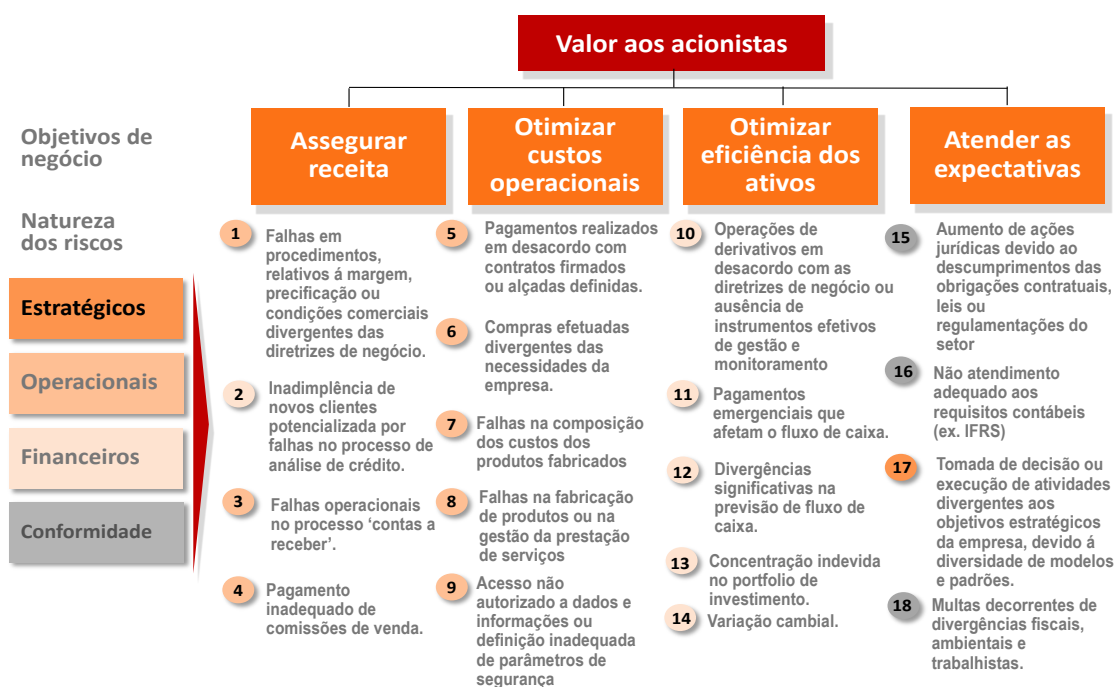 Valor aos acionistas
Objetivos de
negócio
Assegurar
receita
Otimizar
custos
operacionais
Otimizar
eficiência dos
ativos
Atender as
expectativas
Natureza
dos riscos
Estratégicos
Operacionais
Financeiros
Conformidade
1
Falhas em
procedimentos,
relativos á margem,
precificação ou
condições comerciais
divergentes das
diretrizes de negócio.
2
Inadimplência de
novos clientes
potencializada por
falhas no processo de
análise de crédito.
3
Falhas operacionais
no processo ‘contas a
receber’.
4
Pagamento
inadequado de
comissões de venda.
5
Pagamentos realizados
em desacordo com
contratos firmados
ou alçadas definidas.
6
Compras efetuadas
divergentes das
necessidades da
empresa.
7
Falhas na composição
dos custos dos
produtos fabricados
8
Falhas na fabricação
de produtos ou na
gestão da prestação
de serviços
9
Acesso não
autorizado a dados e
informações ou
definição inadequada
de parâmetros de
segurança
10
Operações de
derivativos em
desacordo com as
diretrizes de negócio ou
ausência de
instrumentos efetivos
de gestão e
monitoramento
11
Pagamentos
emergenciais que
afetam o fluxo de caixa.
12
Divergências
significativas na
previsão de fluxo de
caixa.
13
Concentração indevida
no portfolio de
investimento.
14
Variação cambial.
15
Aumento de ações
jurídicas devido ao
descumprimentos das
obrigações contratuais,
leis ou
regulamentações do
setor
16
Não atendimento
adequado aos
requisitos contábeis
(ex. IFRS)
17
Tomada de decisão ou
execução de atividades
divergentes aos
objetivos estratégicos
da empresa, devido á
diversidade de modelos
e padrões.
18
Multas decorrentes de
divergências fiscais,
ambientais e
trabalhistas.